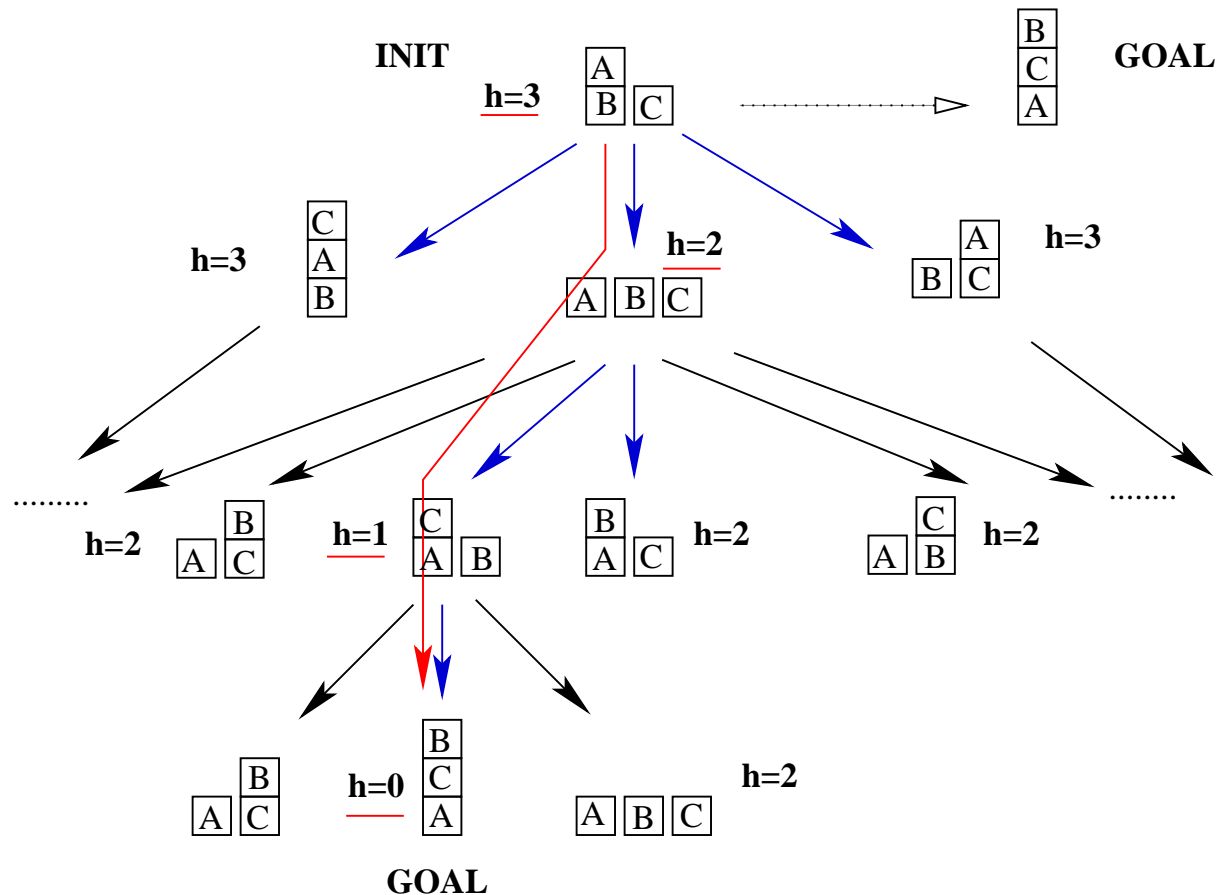 INIT
GOAL
B
C
A
A
B C
h=3
h=3
C
A
B
h=2
A B C
A
B C
h=3
.........
........
h=2
B
A C
h=1
C
A B
B
A C
h=2
C
A B
h=2
B
A C
h=0
B
C
A
A B C
h=2
GOAL